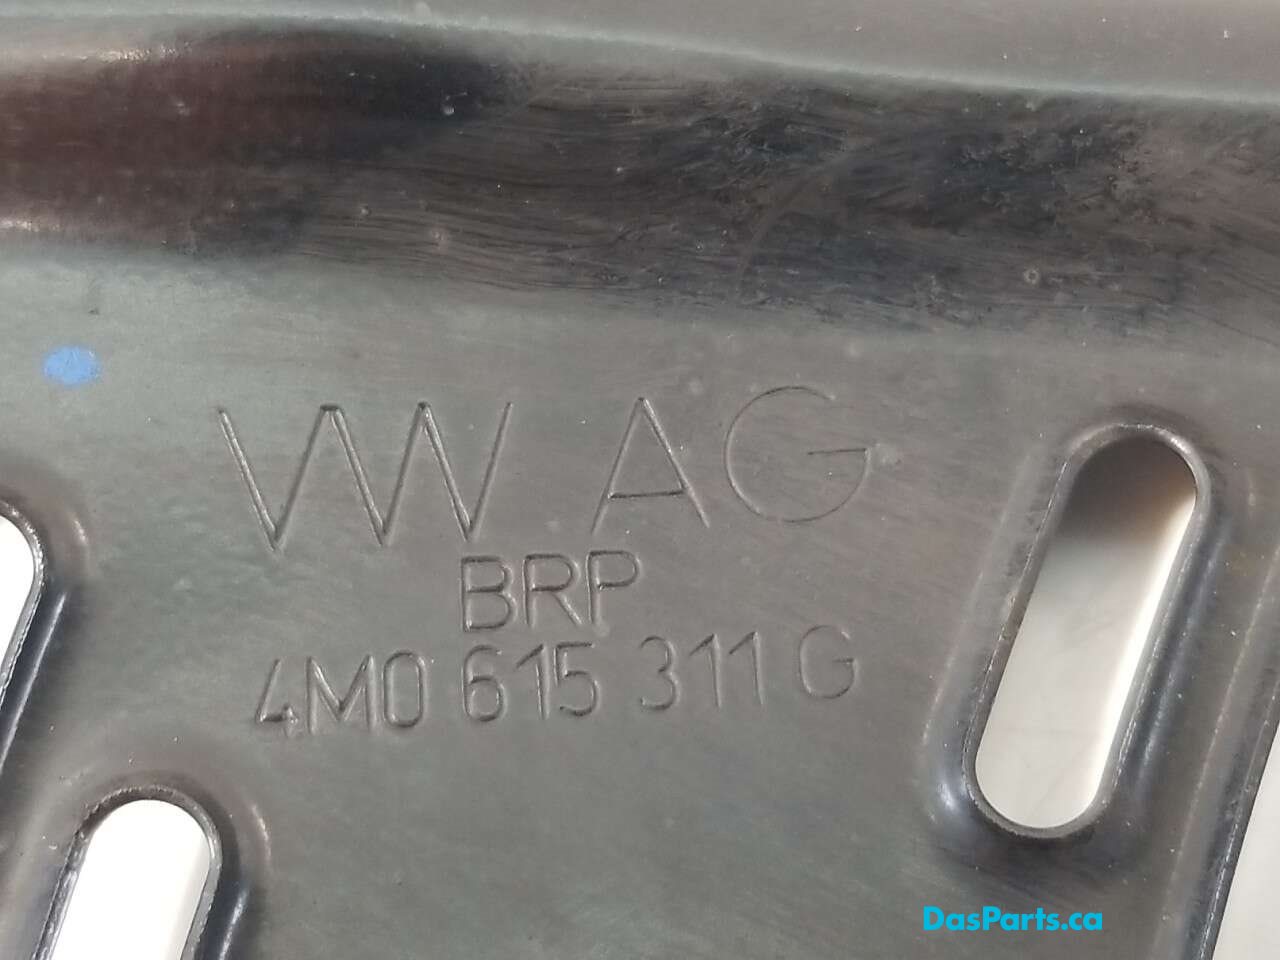 VW AG
BRP
4M0 615 311 G
DasParts.ca